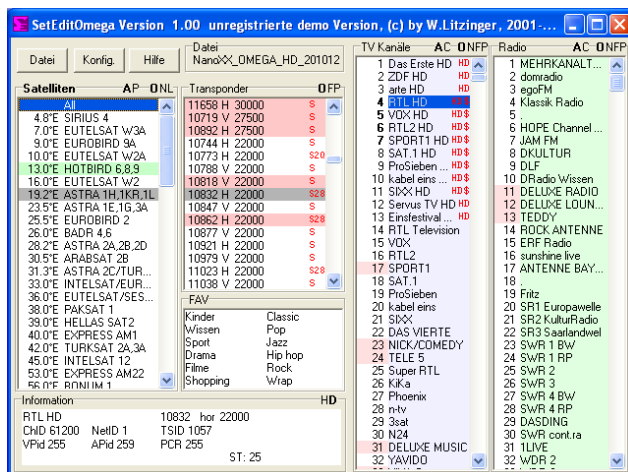 SetEditOmega Version 1.00 unregistrierte demo Version, (c) by W.Litzinger, 2001-...
Datei
Konfig.
Hilfe
Datei
NanoXX_OMEGA_HD_201012
Satelliten AP ONL
All
4.8°E SIRIUS 4
7.0°E EUTELSAT W3A
9.0°E EUROBIRD 9A
10.0°E EUTELSAT W2A
13.0°E HOTBIRD 6,8,9
16.0°E EUTELSAT W2
19.2°E ASTRA 1H,1KR,1L
23.5°E ASTRA 1E,1G,3A
25.5°E EUROBIRD 2
26.0°E BADR 4,6
28.2°E ASTRA 2A,2B,2D
30.5°E ARABSAT 2B
31.3°E ASTRA 2C/TUR...
33.0°E INTELSAT/EUR...
36.0°E EUTELSAT/SES...
38.0°E PAKSAT 1
39.0°E HELLAS SAT2
40.0°E EXPRESS AM1
42.0°E TURKSAT 2A,3A
45.0°E INTELSAT 12
53.0°E EXPRESS AM22
56.0°E BONUM 1
Transponder OFP
11658 H 30000 S
10719 V 27500 S
10892 H 27500 S
10744 H 22000 S
10773 H 22000 S20
10788 V 22000 S
10818 V 22000 S
10832 H 22000 S28
10847 V 22000 S
10862 H 22000 S28
10877 V 22000 S
10921 H 22000 S
10979 V 22000 S
11023 H 22000 S28
11038 V 22000 S
FAV
Kinder Classic
Wissen Pop
Sport Jazz
Drama Hip hop
Filme Rock
Shopping Wrap
TV Kanäle AC ONFP
1 Das Erste HD HD
2 ZDF HD HD
3 arte HD HD
4 RTL HD HD$
5 VOX HD HD$
6 RTL2 HD HD$
7 SPORT1 HD HD$
8 SAT.1 HD HD$
9 ProSieben ... HD$
10 kabel eins ... HD$
11 SIXX HD HD$
12 Servus TV HD HD
13 Einsfestival ... HD
14 RTL Television
15 VOX
16 RTL2
17 SPORT1
18 SAT.1
19 ProSieben
20 kabel eins
21 SIXX
22 DAS VIERTE
23 NICK/COMEDY
24 TELE 5
25 Super RTL
26 KiKa
27 Phoenix
28 n-tv
29 3sat
30 N24
31 DELUXE MUSIC
32 YAVIDO
Radio AC ONFP
1 MEHRKANALT...
2 domradio
3 egoFM
4 Klassik Radio
5 .
6 HOPE Channel ...
7 JAM FM
8 DKULTUR
9 DLF
10 DRadio Wissen
11 DELUXE RADIO
12 DELUXE LOUN...
13 TEDDY
14 ROCK ANTENNE
15 ERF Radio
16 sunshine live
17 ANTENNE BAY...
18 .
19 Fritz
20 SR1 Europawelle
21 SR2 KulturRadio
22 SR3 Saarlandwel
23 SWR 1 BW
24 SWR 1 RP
25 SWR 2
26 SWR 3
27 SWR 4 BW
28 SWR 4 RP
29 DASDING
30 SWR cont.ra
31 1LIVE
32 WDR 2
Information HD
RTL HD 10832 hor 22000
ChID 61200 NetID 1 TSID 1057
VPid 255 APid 259 PCR 255
ST: 25